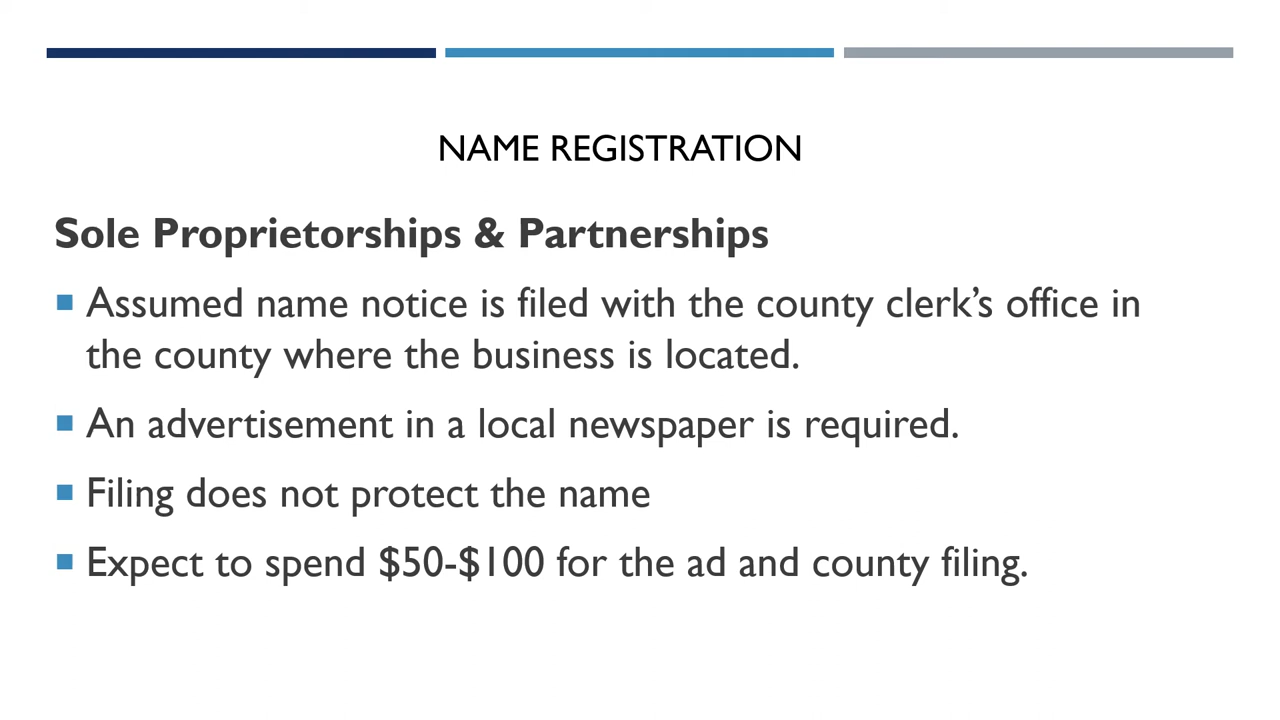 NAME REGISTRATION
Sole Proprietorships & Partnerships
Assumed name notice is filed with the county clerk’s office in
the county where the business is located.
An advertisement in a local newspaper is required.
Filing does not protect the name
Expect to spend $50-$100 for the ad and county filing.